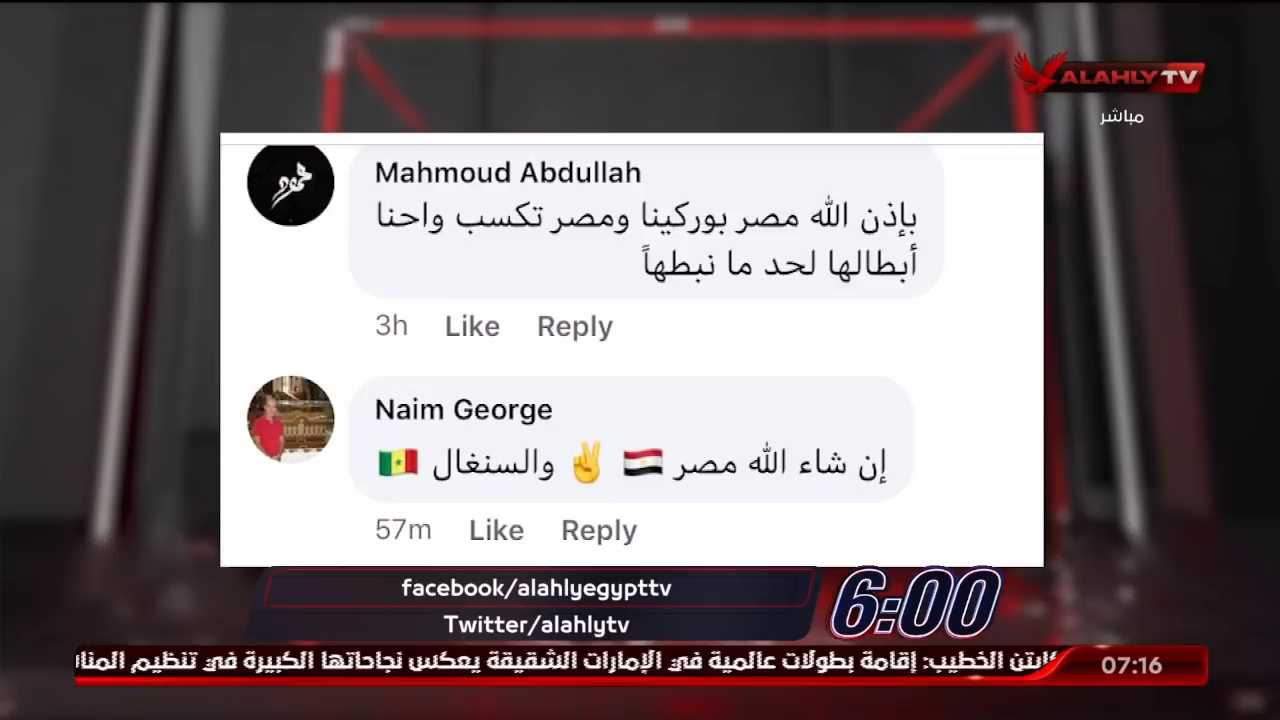 ALAHLY TV
مباشر
Mahmoud Abdullah
بإذن الله مصر بوركينا ومصر تكسب واحنا
أبطالها لحد ما نبطهاً
3h Like Reply
Naim George
إن شاء الله مصر 🇪🇬 ✌️ والسنغال 🇸🇳
57m Like Reply
facebook/alahlyegypttv
6:00
Twitter/alahlytv
الخطيب: إقامة بطولات عالمية في الإمارات الشقيقة يعكس نجاحاتها الكبيرة في تنظيم
07:16